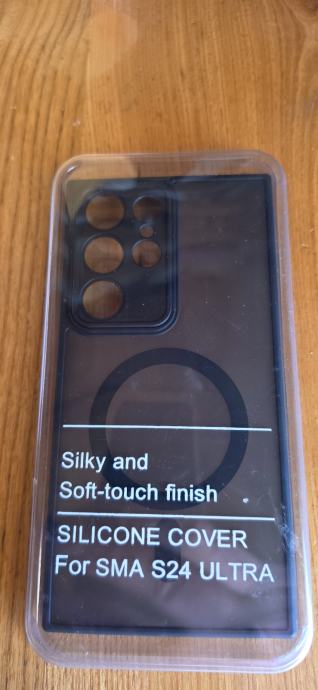 Silky and
Soft-touch finish
SILICONE COVER
For SMA S24 ULTRA